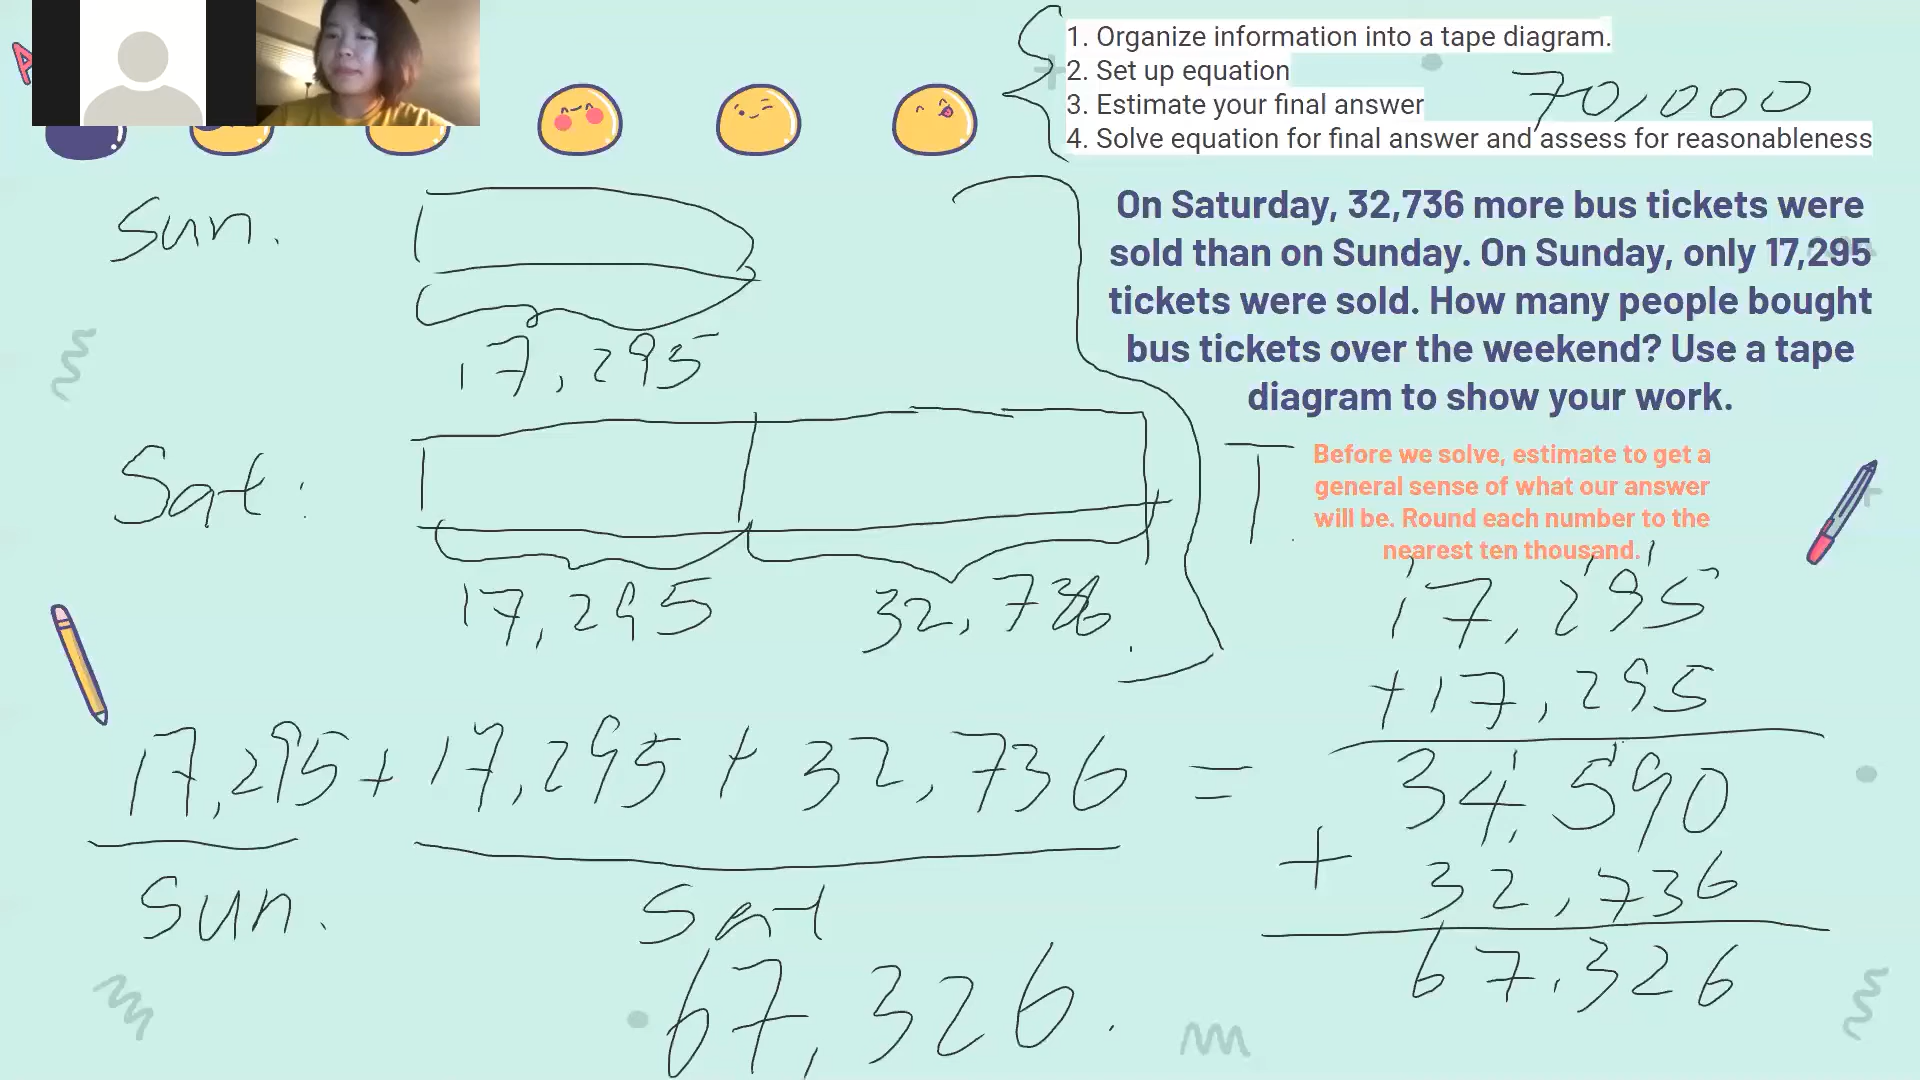 1. Organize information into a tape diagram.
2. Set up equation
3. Estimate your final answer
70,000
4. Solve equation for final answer and assess for reasonableness
On Saturday, 32,736 more bus tickets were
sold than on Sunday. On Sunday, only 17,295
tickets were sold. How many people bought
bus tickets over the weekend? Use a tape
diagram to show your work.
Before we solve, estimate to get a
general sense of what our answer
will be. Round each number to the
nearest ten thousand.
Sun.
17,295
Sat:
T
17,295 32,736
17,295
+17,295
34,590
+ 32,736
67,326
17,295 + 17,295 + 32,736 =
Sun. Sat
67,326.